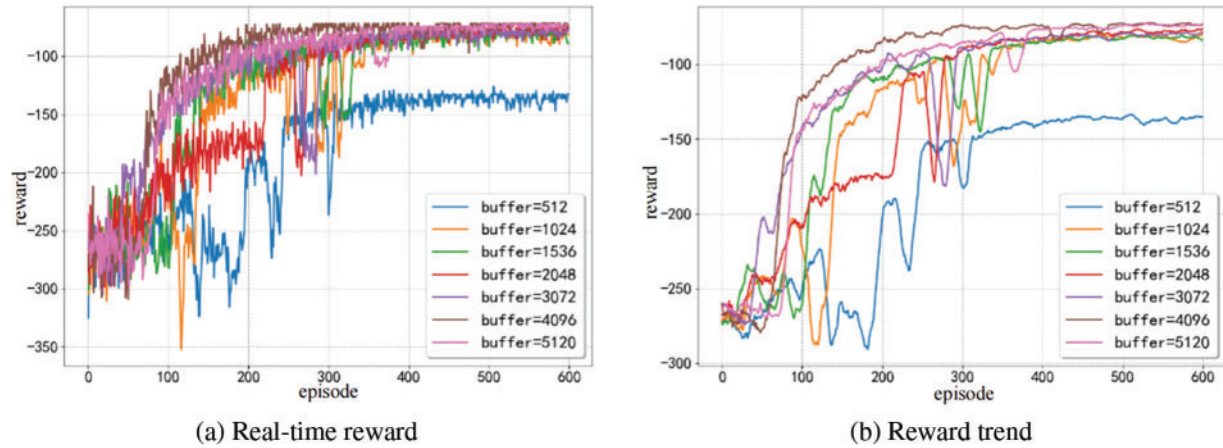 −100
−150
−200
−250
−300
−350
reward
0
100
200
300
400
500
600
episode
buffer=512
buffer=1024
buffer=1536
buffer=2048
buffer=3072
buffer=4096
buffer=5120
(a) Real-time reward
−100
−150
−200
−250
−300
reward
0
100
200
300
400
500
600
episode
buffer=512
buffer=1024
buffer=1536
buffer=2048
buffer=3072
buffer=4096
buffer=5120
(b) Reward trend